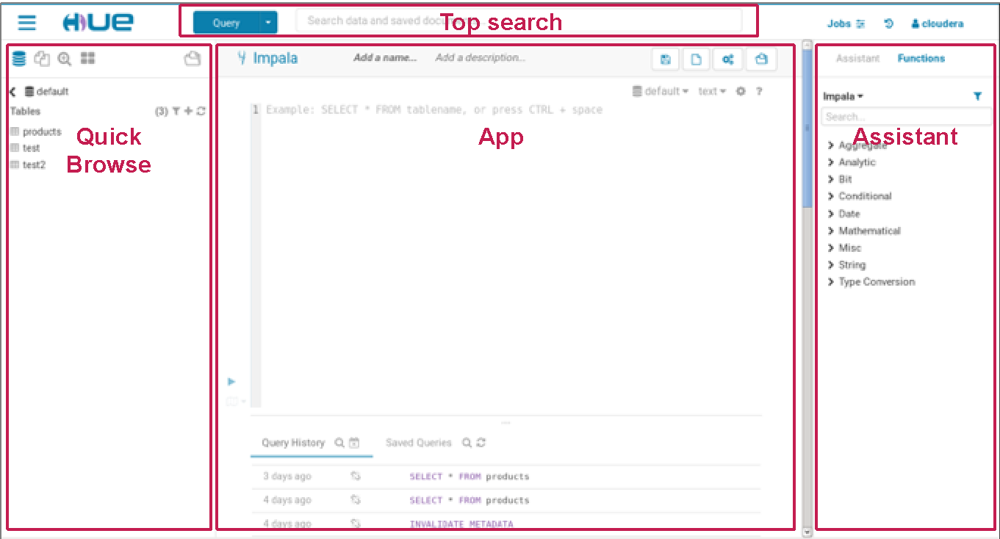 HUE
Query
Search data and saved documents...
Top search
Jobs
cloudera
Impala
Add a name...
Add a description...
Assistant
Functions
default
default
text
?
Tables
(3)
1 Example: SELECT * FROM tablename, or press CTRL + space
Impala
Search...
products
test
test2
Quick
Browse
App
Assistant
Aggregate
Analytic
Bit
Conditional
Date
Mathematical
Misc
String
Type Conversion
Query History
Saved Queries
3 days ago
SELECT * FROM products
4 days ago
SELECT * FROM products
4 days ago
INVALIDATE METADATA